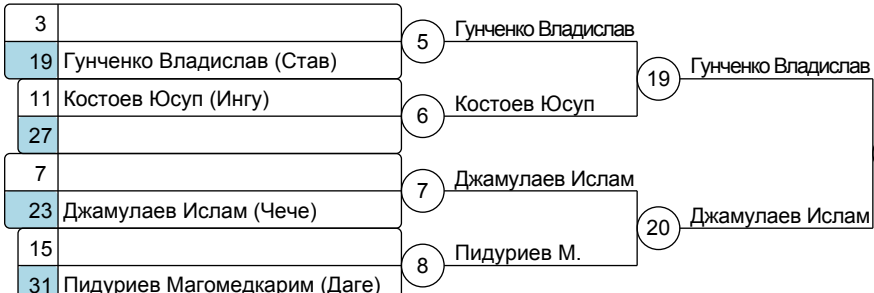 3
19 Гунченко Владислав (Став)
11 Костоев Юсуп (Ингу)
27
7
23 Джамулаев Ислам (Чече)
15
31 Пидуриев Магомедкарим (Даге)
5 Гунченко Владислав
6 Костоев Юсуп
7 Джамулаев Ислам
8 Пидуриев М.
19 Гунченко Владислав
20 Джамулаев Ислам